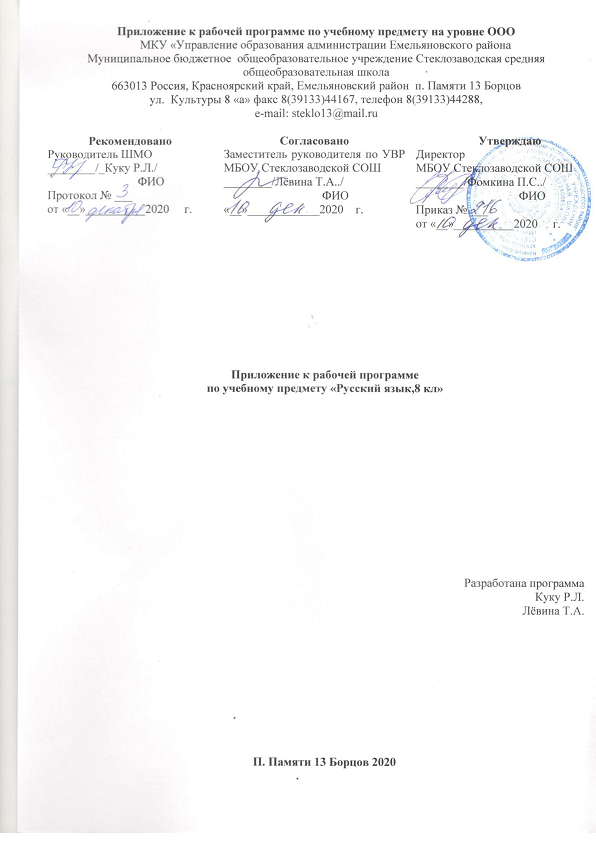 Приложение к рабочей программе по учебному предмету на уровне ООО
МКУ «Управление образования администрации Емельяновского района
Муниципальное бюджетное общеобразовательное учреждение Стеклозаводская средняя
общеобразовательная школа
663013 Россия, Красноярский край, Емельяновский район п. Памяти 13 Борцов
ул. Культуры 8 «а» факс 8(39133)44167, телефон 8(39133)44288,
e-mail: steklo13@mail.ru
Рекомендовано
Руководитель ШМО
/_Куку Р.Л./
ФИО
Протокол № 3
от «10» декабря 2020 г.
Согласовано
Заместитель руководителя по УВР
МБОУ Стеклозаводской СОШ
/Лёвина Т.А../
ФИО
«10» дек 2020 г.
Утверждаю
Директор
МБОУ Стеклозаводской СОШ
/Фомкина П.С../
ФИО
Приказ № 216
от «10» дек. 2020 г.
Приложение к рабочей программе
по учебному предмету «Русский язык,8 кл»
Разработана программа
Куку Р.Л.
Лёвина Т.А.
П. Памяти 13 Борцов 2020